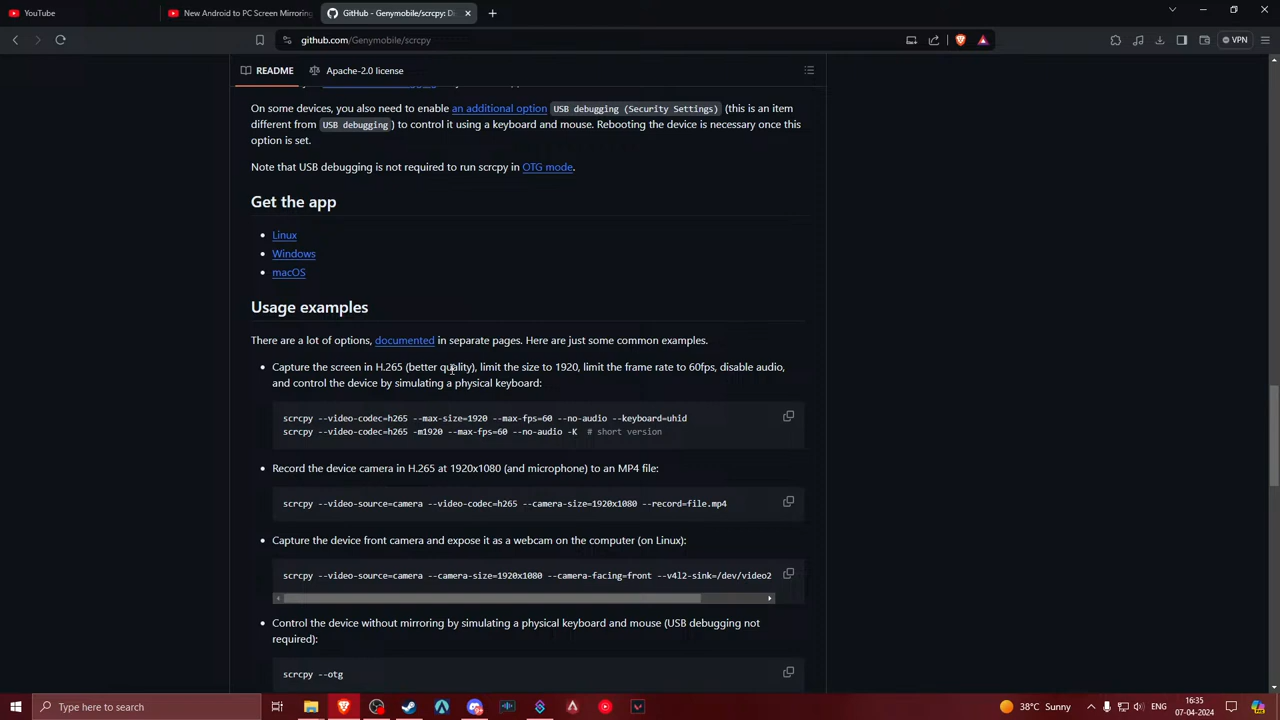 YouTube
New Android to PC Screen Mirroring
GitHub - Genymobile/scrcpy: Di
github.com/Genymobile/scrcpy
VPN
README
Apache-2.0 license
On some devices, you also need to enable an additional option USB debugging (Security Settings) (this is an item
different from USB debugging) to control it using a keyboard and mouse. Rebooting the device is necessary once this
option is set.
Note that USB debugging is not required to run scrcpy in OTG mode.
Get the app
Linux
Windows
macOS
Usage examples
There are a lot of options, documented in separate pages. Here are just some common examples.
Capture the screen in H.265 (better quality), limit the size to 1920, limit the frame rate to 60fps, disable audio,
and control the device by simulating a physical keyboard:
scrcpy --video-codec=h265 --max-size=1920 --max-fps=60 --no-audio --keyboard=uhid
scrcpy --video-codec=h265 -m1920 --max-fps=60 --no-audio -K  # short version
Record the device camera in H.265 at 1920x1080 (and microphone) to an MP4 file:
scrcpy --video-source=camera --video-codec=h265 --camera-size=1920x1080 --record=file.mp4
Capture the device front camera and expose it as a webcam on the computer (on Linux):
scrcpy --video-source=camera --camera-size=1920x1080 --camera-facing=front --v4l2-sink=/dev/video2
Control the device without mirroring by simulating a physical keyboard and mouse (USB debugging not
required):
scrcpy --otg
Type here to search
38°C Sunny
ENG
16:35
07-04-2024